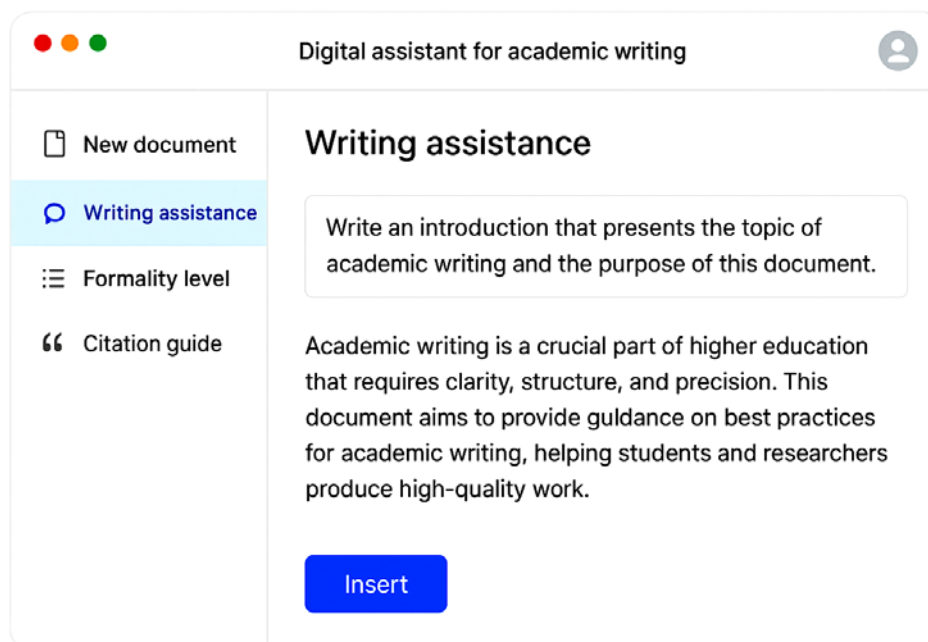 Digital assistant for academic writing
New document
Writing assistance
Formality level
Citation guide
Writing assistance
Write an introduction that presents the topic of
academic writing and the purpose of this document.
Academic writing is a crucial part of higher education
that requires clarity, structure, and precision. This
document aims to provide guldance on best practices
for academic writing, helping students and researchers
produce high-quality work.
Insert